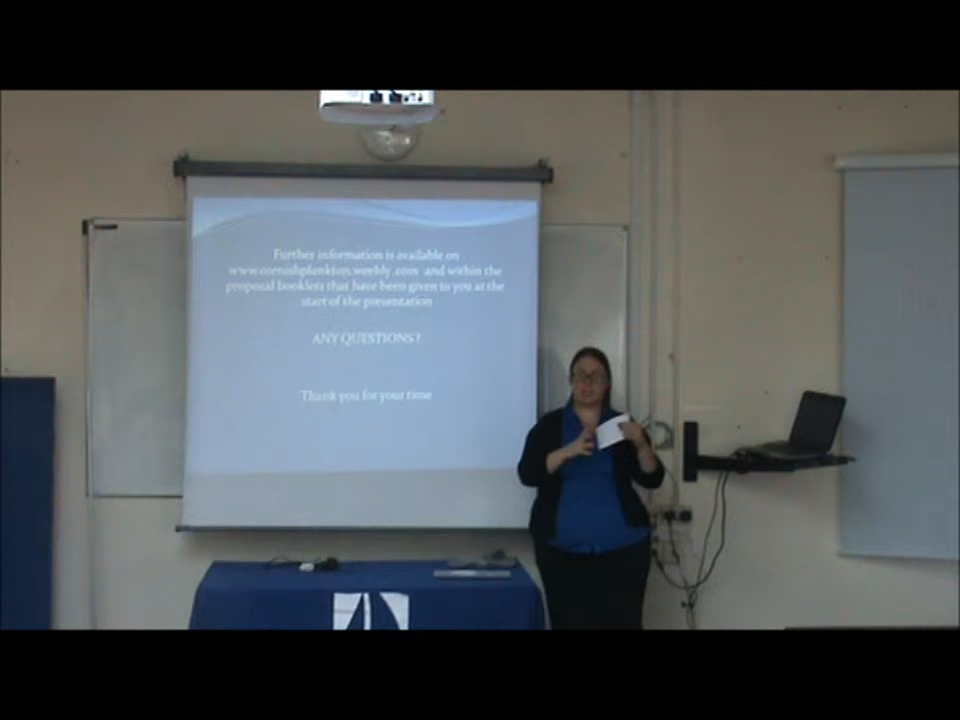 Further information is available on
www.cornishplankton.weebly.com and within the
proposal booklets that have been given to you at the
start of the presentation
ANY QUESTIONS ?
Thank you for your time